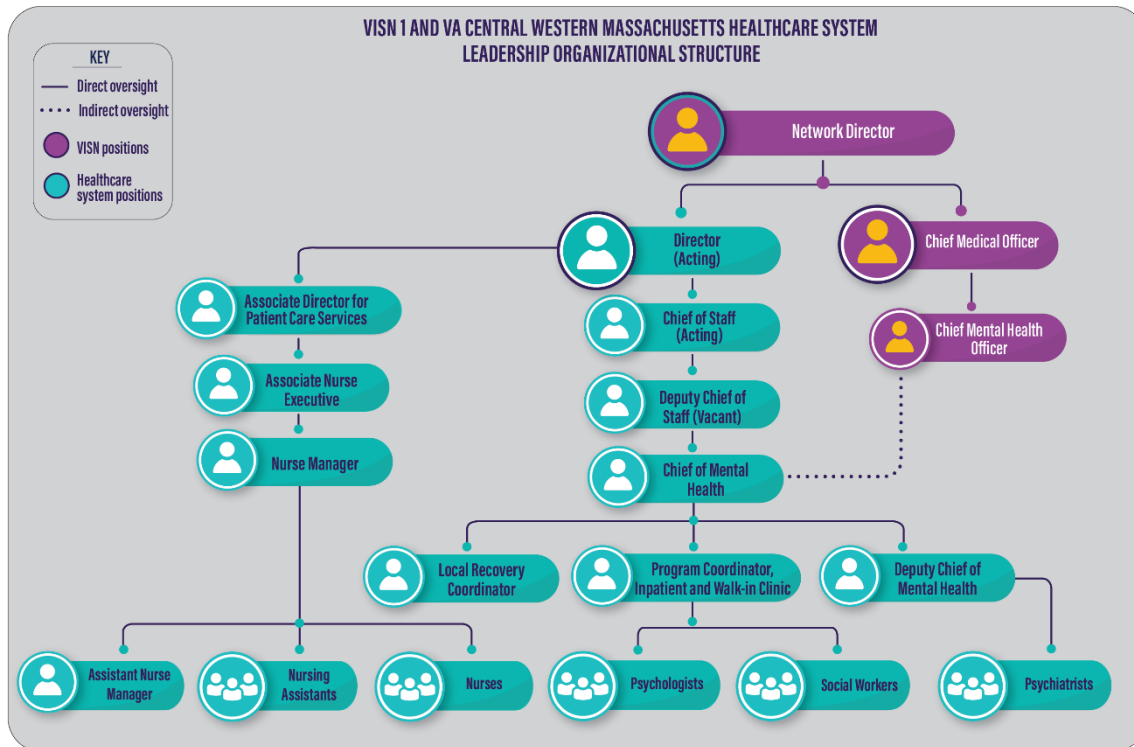 VISN 1 AND VA CENTRAL WESTERN MASSACHUSETTS HEALTHCARE SYSTEM
LEADERSHIP ORGANIZATIONAL STRUCTURE
KEY
Direct oversight
Indirect oversight
VISN positions
Healthcare
system positions
Network Director
Director
(Acting)
Chief Medical Officer
Associate Director for
Patient Care Services
Chief of Staff
(Acting)
Chief Mental Health
Officer
Associate Nurse
Executive
Deputy Chief of
Staff (Vacant)
Nurse Manager
Chief of Mental
Health
Local Recovery
Coordinator
Program Coordinator,
Inpatient and Walk-in Clinic
Deputy Chief of
Mental Health
Assistant Nurse
Manager
Nursing
Assistants
Nurses
Psychologists
Social Workers
Psychiatrists